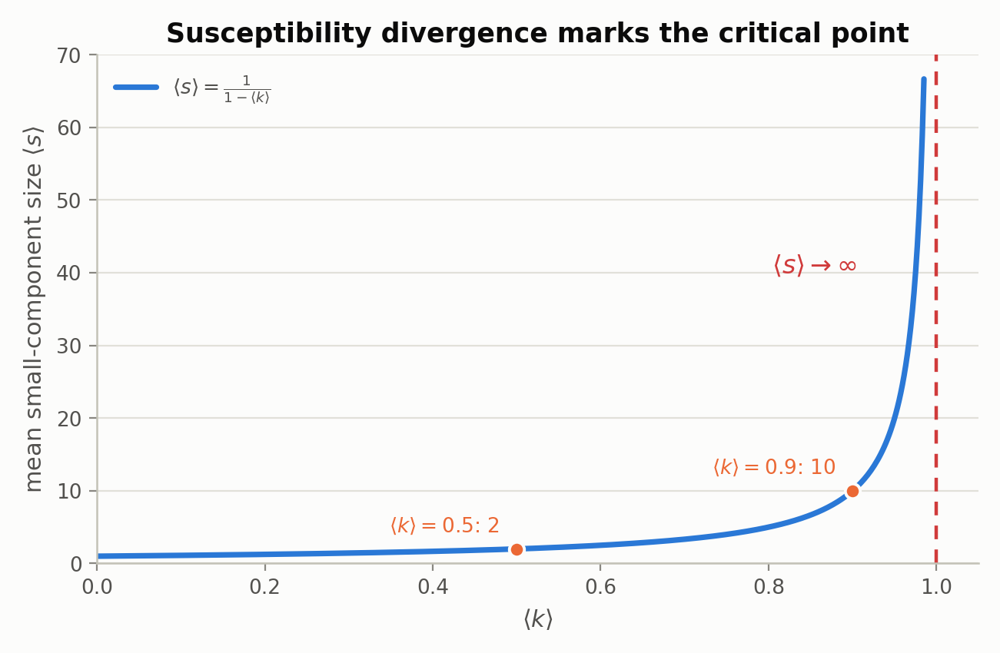 Susceptibility divergence marks the critical point
⟨s⟩ = 1/(1 − ⟨k⟩)
mean small-component size ⟨s⟩
70
60
50
40
30
20
10
0
⟨s⟩ → ∞
⟨k⟩ = 0.9: 10
⟨k⟩ = 0.5: 2
0.0 0.2 0.4 0.6 0.8 1.0
⟨k⟩